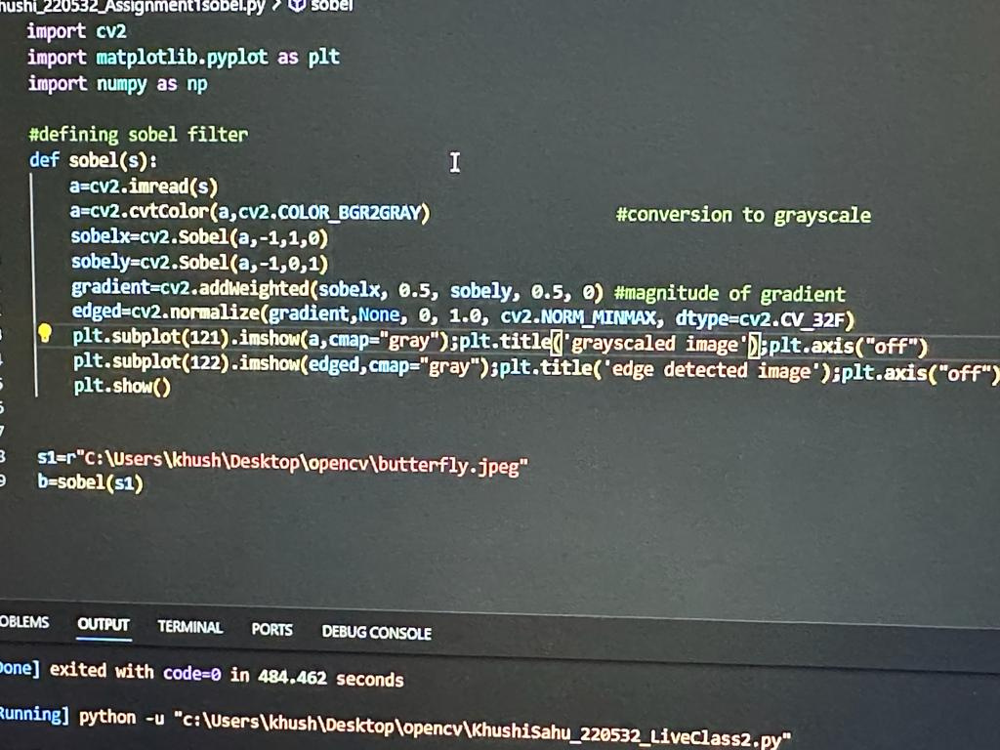 hushi_220532_Assignment1sobel.py > sobel
import cv2
import matplotlib.pyplot as plt
import numpy as np
#defining sobel filter
def sobel(s):
a=cv2.imread(s)
a=cv2.cvtColor(a,cv2.COLOR_BGR2GRAY) #conversion to grayscale
sobelx=cv2.Sobel(a,-1,1,0)
sobely=cv2.Sobel(a,-1,0,1)
gradient=cv2.addWeighted(sobelx, 0.5, sobely, 0.5, 0) #magnitude of gradient
edged=cv2.normalize(gradient,None, 0, 1.0, cv2.NORM_MINMAX, dtype=cv2.CV_32F)
plt.subplot(121).imshow(a,cmap="gray");plt.title('grayscaled image');plt.axis("off")
plt.subplot(122).imshow(edged,cmap="gray");plt.title('edge detected image');plt.axis("off")
plt.show()
s1=r"C:\Users\khush\Desktop\opencv\butterfly.jpeg"
b=sobel(s1)
OBLEMS OUTPUT TERMINAL PORTS DEBUG CONSOLE
Done] exited with code=0 in 484.462 seconds
Running] python -u "c:\Users\khush\Desktop\opencv\KhushiSahu_220532_LiveClass2.py"